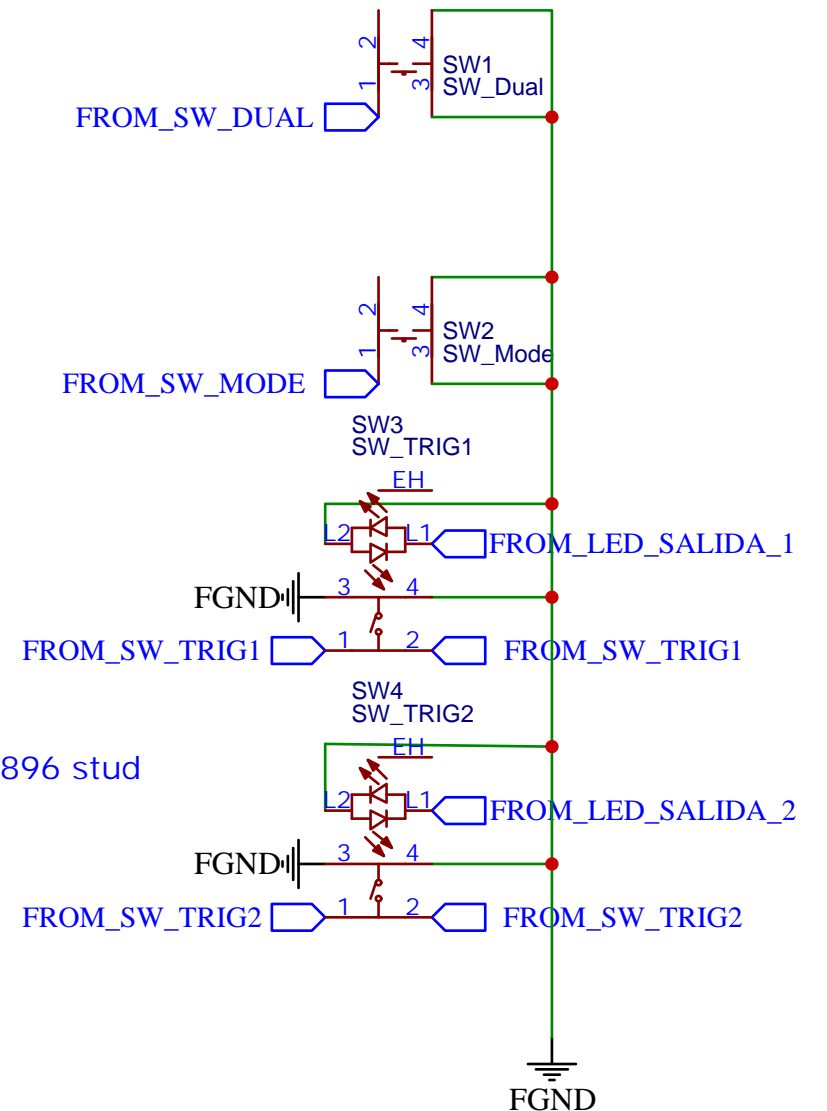 2
4
SW1
SW_Dual
1
3
FROM_SW_DUAL
2
4
SW2
SW_Mode
1
3
FROM_SW_MODE
SW3
SW_TRIG1
EH
L2
L1
FROM_LED_SALIDA_1
3
4
FGND
FROM_SW_TRIG1
1
2
FROM_SW_TRIG1
SW4
SW_TRIG2
EH
896 stud
L2
L1
FROM_LED_SALIDA_2
3
4
FGND
FROM_SW_TRIG2
1
2
FROM_SW_TRIG2
FGND